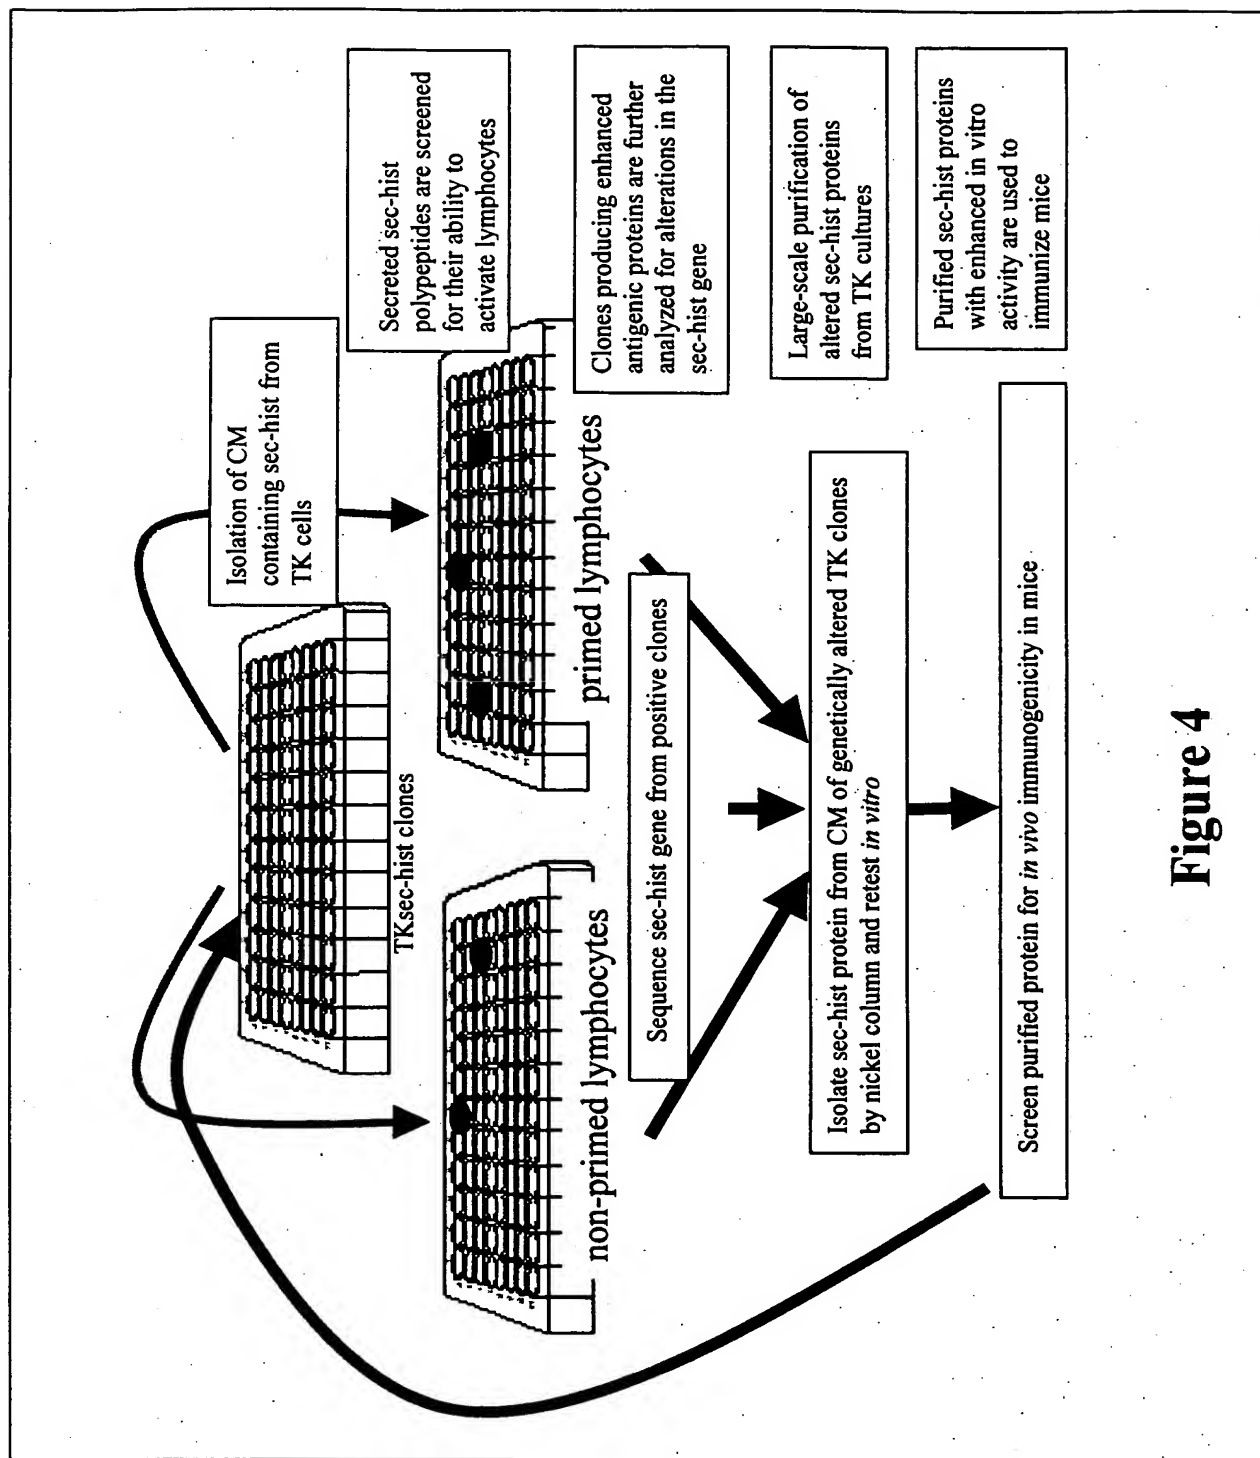 Isolation of CM
containing sec-hist from
TK cells
TKsec-hist clones
Secreted sec-hist
polypeptides are screened
for their ability to
activate lymphocytes
non-primed lymphocytes
primed lymphocytes
Clones producing enhanced
antigenic proteins are further
analyzed for alterations in the
sec-hist gene
Sequence sec-hist gene from positive clones
Large-scale purification of
altered sec-hist proteins
from TK cultures
Isolate sec-hist protein from CM of genetically altered TK clones
by nickel column and retest in vitro
Purified sec-hist proteins
with enhanced in vitro
activity are used to
immunize mice
Screen purified protein for in vivo immunogenicity in mice
Figure 4